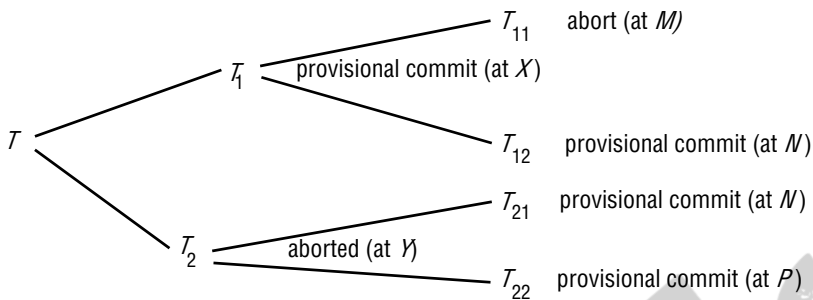 T₁₁ abort (at M)
T₁ provisional commit (at X)
T
T₁₂ provisional commit (at N)
T₂₁ provisional commit (at N)
T₂ aborted (at Y)
T₂₂ provisional commit (at P)